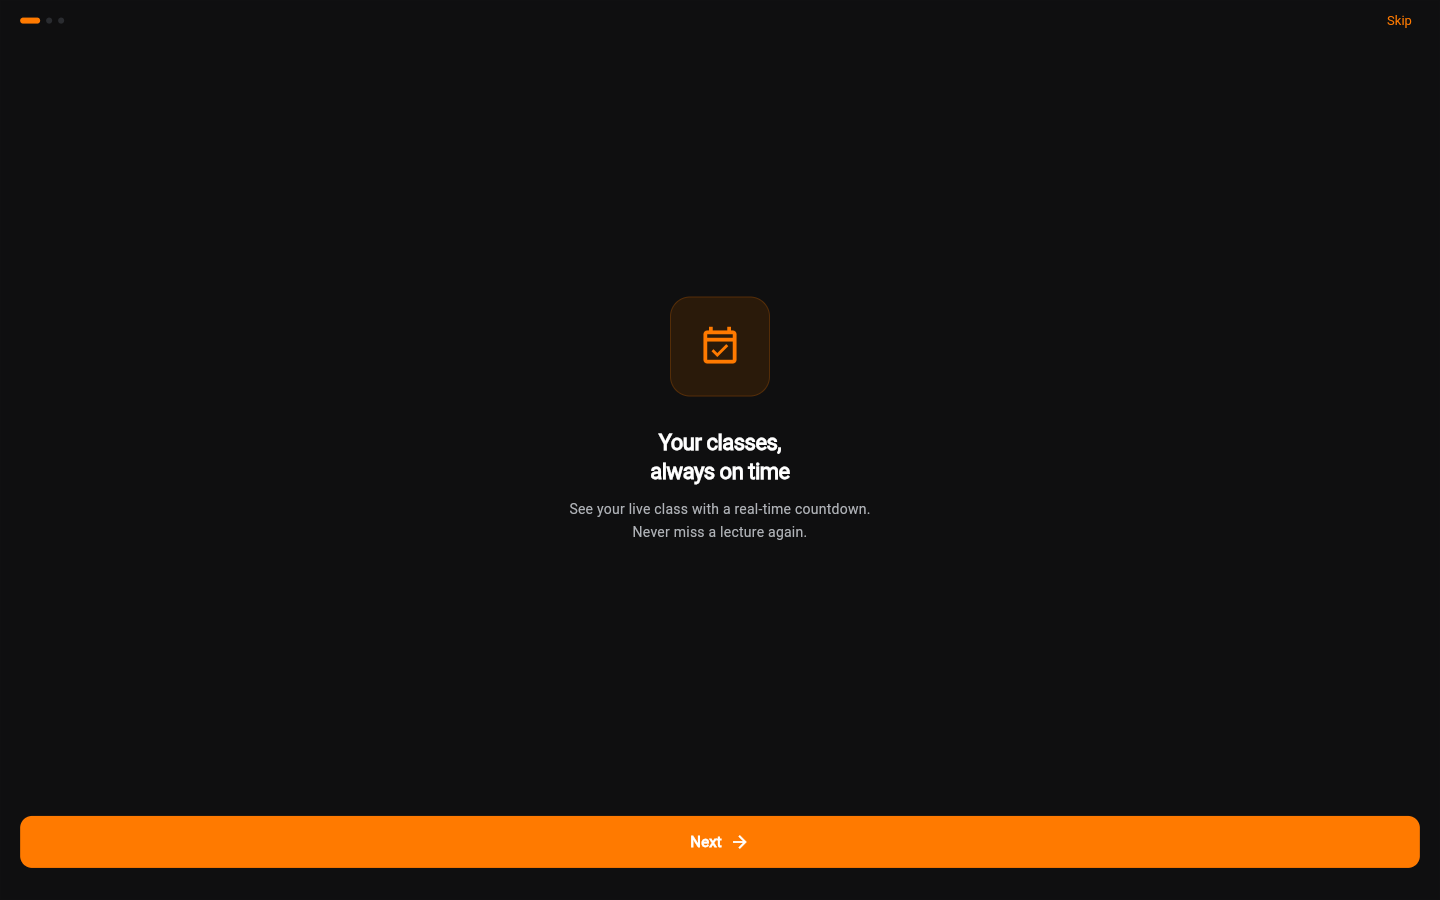 Skip
Your classes,
always on time
See your live class with a real-time countdown.
Never miss a lecture again.
Next